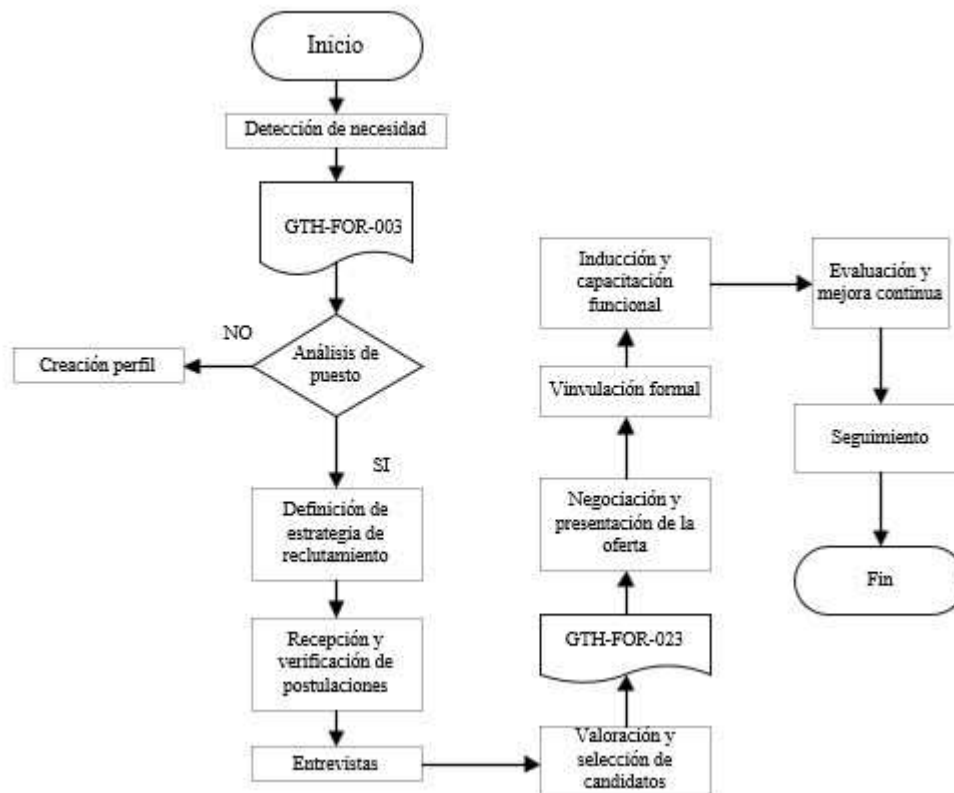 Inicio
Detección de necesidad
GTH-FOR-003
NO
Análisis de
puesto
Creación perfil
SI
Definición de
estrategia de
reclutamiento
Recepción y
verificación de
postulaciones
Entrevistas
Valoración y
selección de
candidatos
GTH-FOR-023
Negociación y
presentación de la
oferta
Vinvulación formal
Inducción y
capacitación
funcional
Evaluación y
mejora continua
Seguimiento
Fin